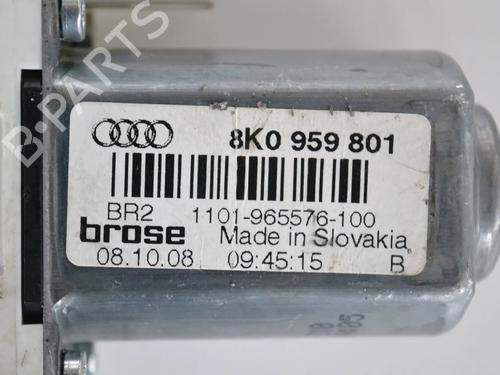 8K0 959 801
BR2 1101-965576-100
brose Made in Slovakia
08.10.08 09:45:15 B
B-PARTS